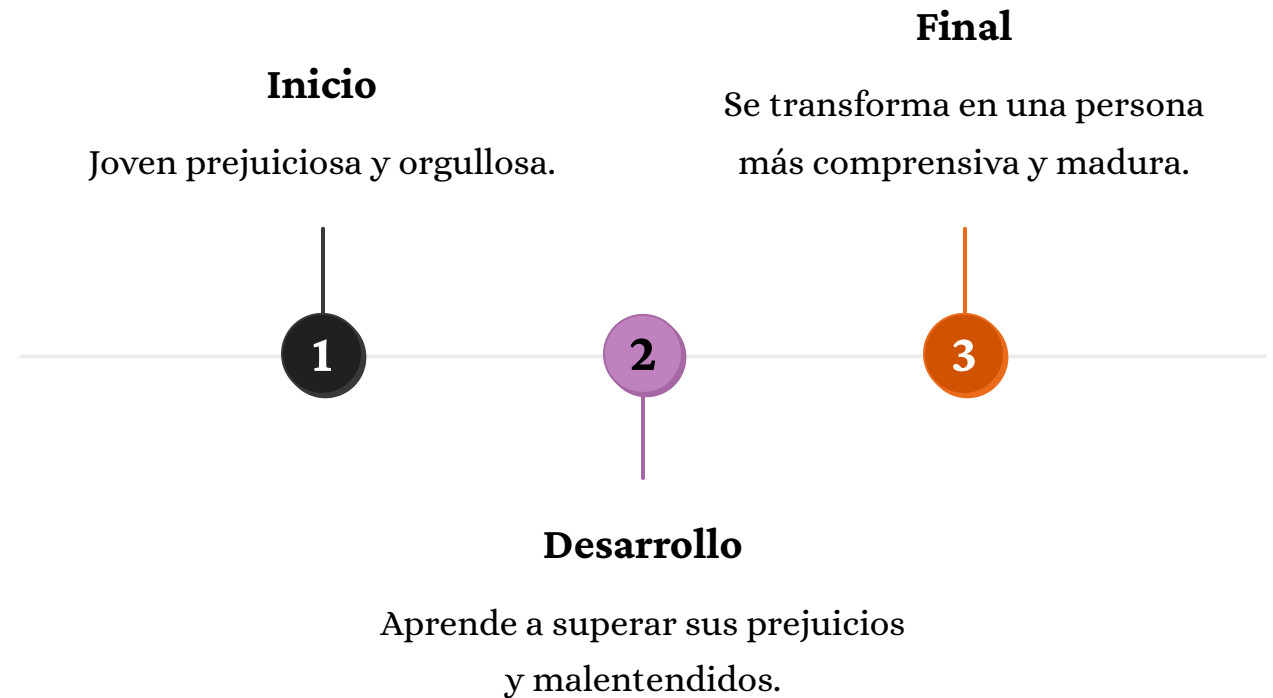 Inicio
Joven prejuiciosa y orgullosa.
1
2
Desarrollo
Aprende a superar sus prejuicios
y malentendidos.
Final
Se transforma en una persona
más comprensiva y madura.
3